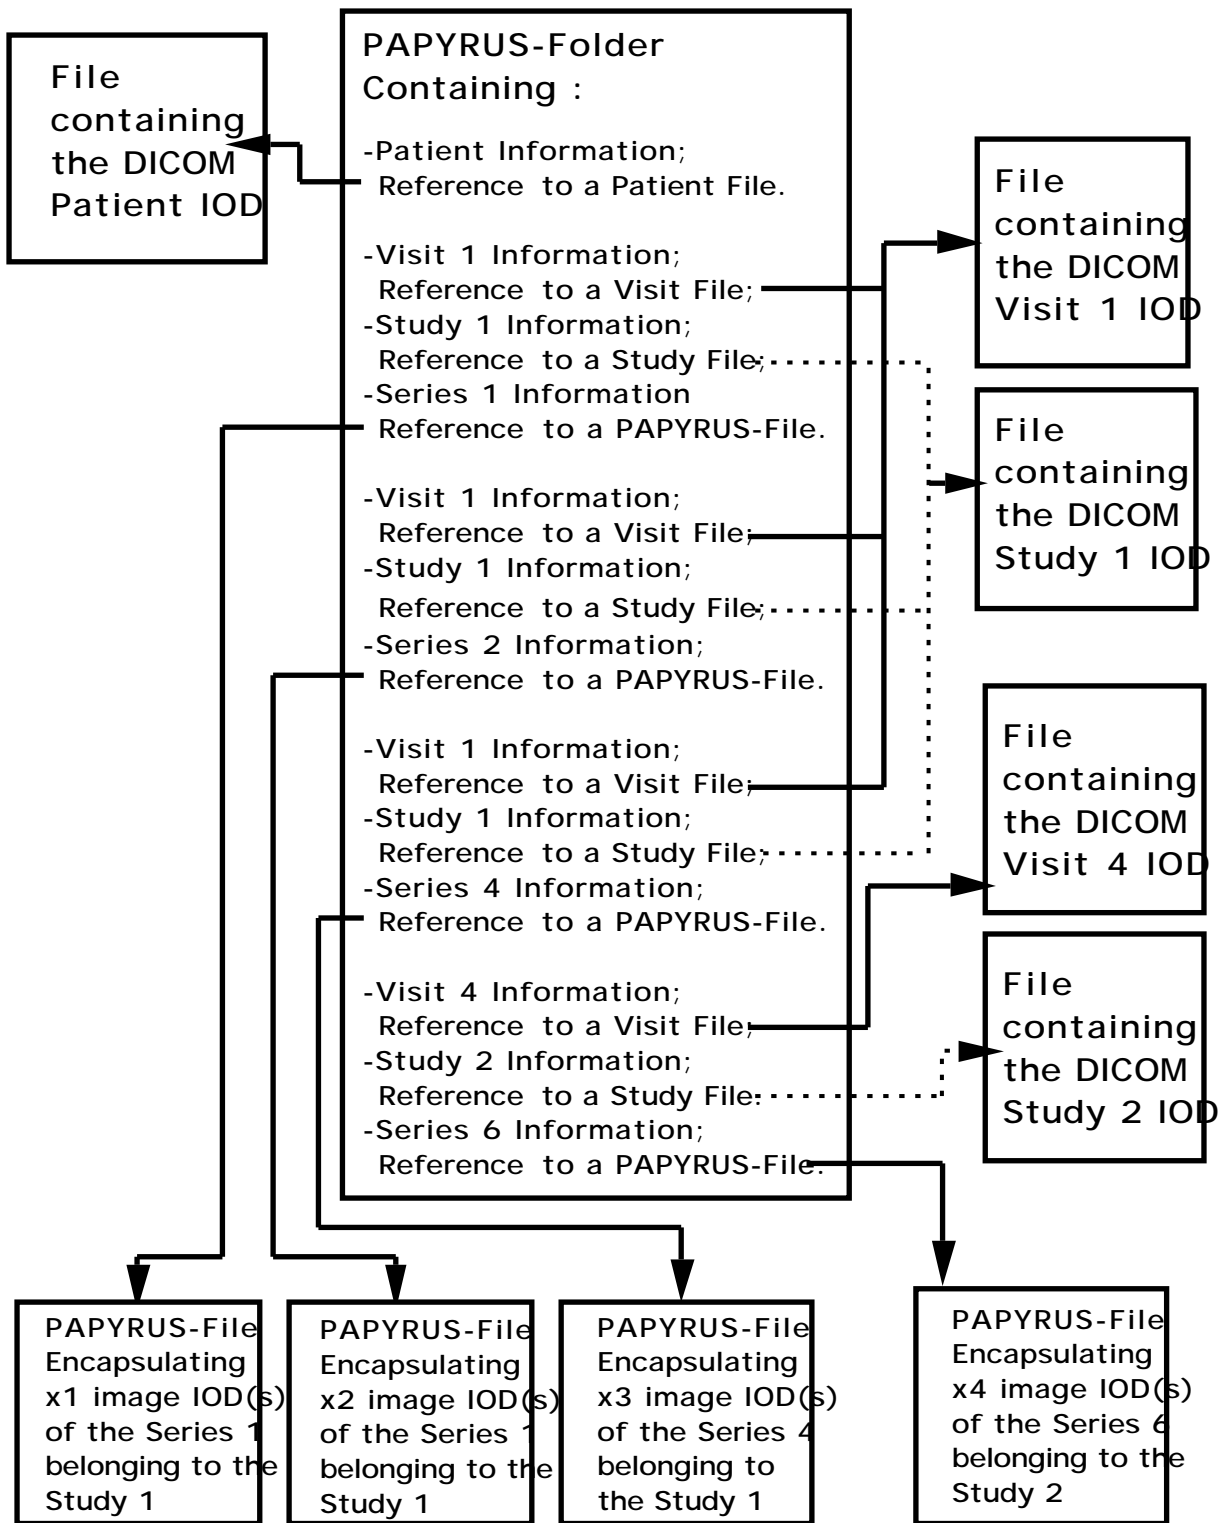 File
containing
the DICOM
Patient IOD
PAPYRUS-Folder
Containing :
-Patient Information;
Reference to a Patient File.
-Visit 1 Information;
Reference to a Visit File;
-Study 1 Information;
Reference to a Study File;
-Series 1 Information
Reference to a PAPYRUS-File.
-Visit 1 Information;
Reference to a Visit File;
-Study 1 Information;
Reference to a Study File;
-Series 2 Information;
Reference to a PAPYRUS-File.
-Visit 1 Information;
Reference to a Visit File;
-Study 1 Information;
Reference to a Study File;
-Series 4 Information;
Reference to a PAPYRUS-File.
-Visit 4 Information;
Reference to a Visit File;
-Study 2 Information;
Reference to a Study File.
-Series 6 Information;
Reference to a PAPYRUS-File.
File
containing
the DICOM
Visit 1 IOD
File
containing
the DICOM
Study 1 IOD
File
containing
the DICOM
Visit 4 IOD
File
containing
the DICOM
Study 2 IOD
PAPYRUS-File
Encapsulating
x1 image IOD(s)
of the Series 1
belonging to the
Study 1
PAPYRUS-File
Encapsulating
x2 image IOD(s)
of the Series 1
belonging to the
Study 1
PAPYRUS-File
Encapsulating
x3 image IOD(s)
of the Series 4
belonging to
the Study 1
PAPYRUS-File
Encapsulating
x4 image IOD(s)
of the Series 6
belonging to the
Study 2